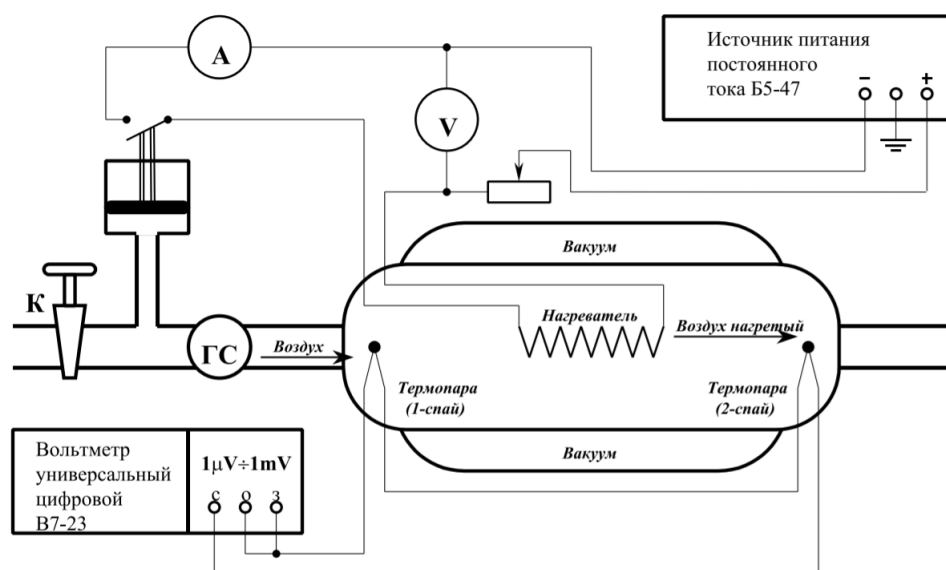 А
Источник питания
постоянного
тока Б5-47
– +
V
Вакуум
К
Нагреватель
Воздух нагретый
ГС
Воздух
Термопара
(1-спай)
Термопара
(2-спай)
Вольтметр
универсальный
цифровой
В7-23
1μV÷1mV
с о з
Вакуум